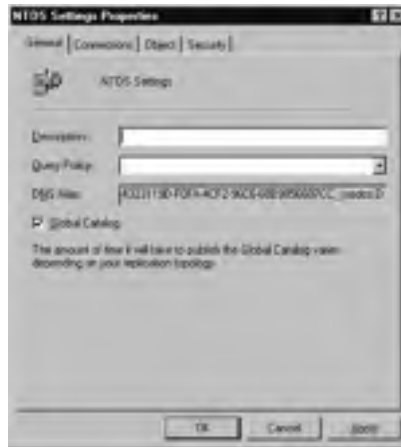 NTDS Settings Properties
General Connections Object Security
NTDS Settings
Description:
Query Policy:
DNS Alias:
Global Catalog
The amount of time it will take to publish the Global Catalog varies
depending on your replication topology.
OK Cancel Apply